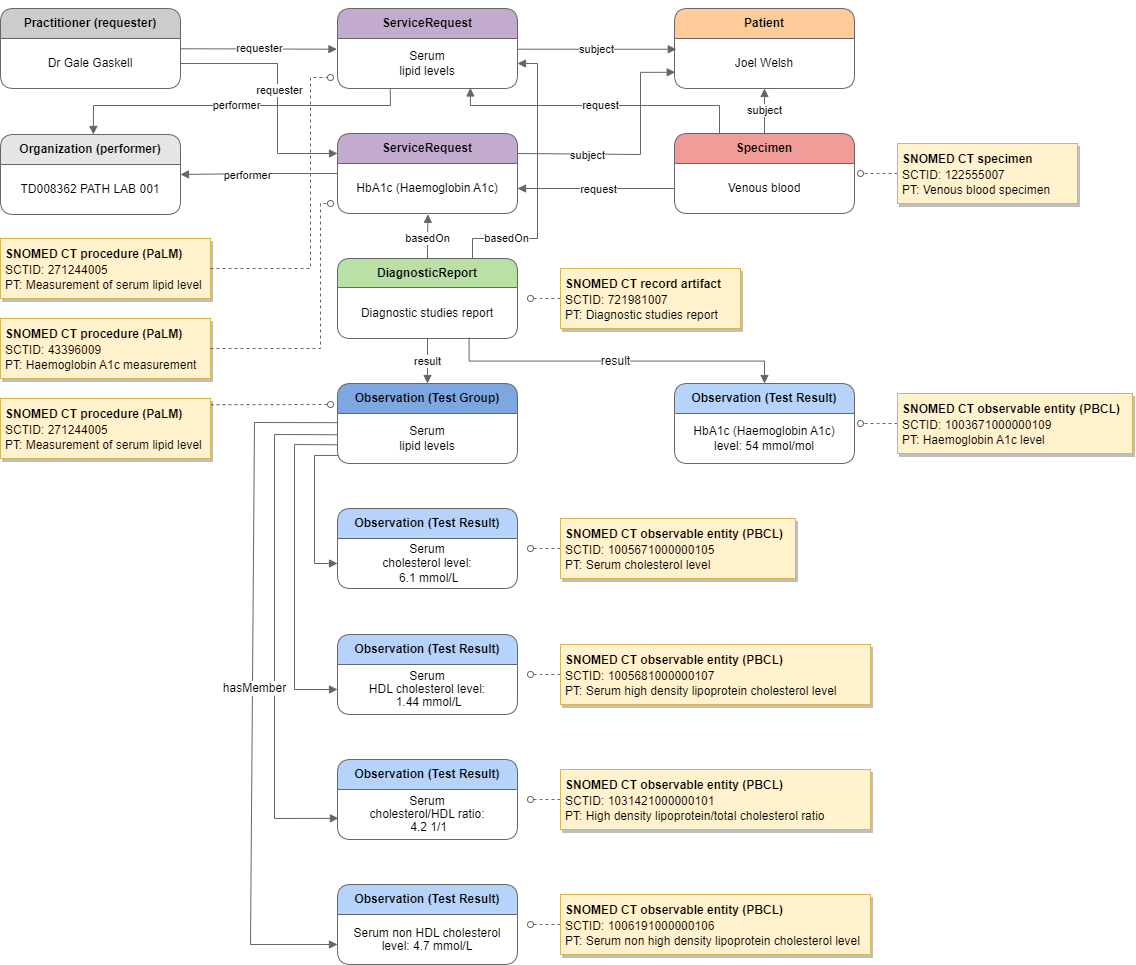 Practitioner (requester)
Dr Gale Gaskell
requester
requester
ServiceRequest
Serum
lipid levels
subject
Patient
Joel Welsh
performer
request
subject
Organization (performer)
TD008362 PATH LAB 001
performer
ServiceRequest
HbA1c (Haemoglobin A1c)
subject
request
Specimen
Venous blood
SNOMED CT specimen
SCTID: 122555007
PT: Venous blood specimen
basedOn
basedOn
SNOMED CT procedure (PaLM)
SCTID: 271244005
PT: Measurement of serum lipid level
DiagnosticReport
Diagnostic studies report
SNOMED CT record artifact
SCTID: 721981007
PT: Diagnostic studies report
SNOMED CT procedure (PaLM)
SCTID: 43396009
PT: Haemoglobin A1c measurement
result
result
SNOMED CT procedure (PaLM)
SCTID: 271244005
PT: Measurement of serum lipid level
Observation (Test Group)
Serum
lipid levels
Observation (Test Result)
HbA1c (Haemoglobin A1c)
level: 54 mmol/mol
SNOMED CT observable entity (PBCL)
SCTID: 1003671000000109
PT: Haemoglobin A1c level
Observation (Test Result)
Serum
cholesterol level:
6.1 mmol/L
SNOMED CT observable entity (PBCL)
SCTID: 1005671000000105
PT: Serum cholesterol level
hasMember
Observation (Test Result)
Serum
HDL cholesterol level:
1.44 mmol/L
SNOMED CT observable entity (PBCL)
SCTID: 1005681000000107
PT: Serum high density lipoprotein cholesterol level
Observation (Test Result)
Serum
cholesterol/HDL ratio:
4.2 1/1
SNOMED CT observable entity (PBCL)
SCTID: 1031421000000101
PT: High density lipoprotein/total cholesterol ratio
Observation (Test Result)
Serum non HDL cholesterol
level: 4.7 mmol/L
SNOMED CT observable entity (PBCL)
SCTID: 1006191000000106
PT: Serum non high density lipoprotein cholesterol level